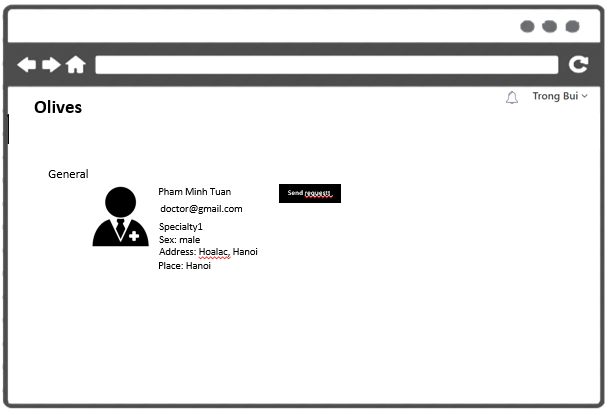 Trong Bui
Olives
General
Pham Minh Tuan
Send requestt
doctor@gmail.com
Specialty1
Sex: male
Address: Hoalac, Hanoi
Place: Hanoi